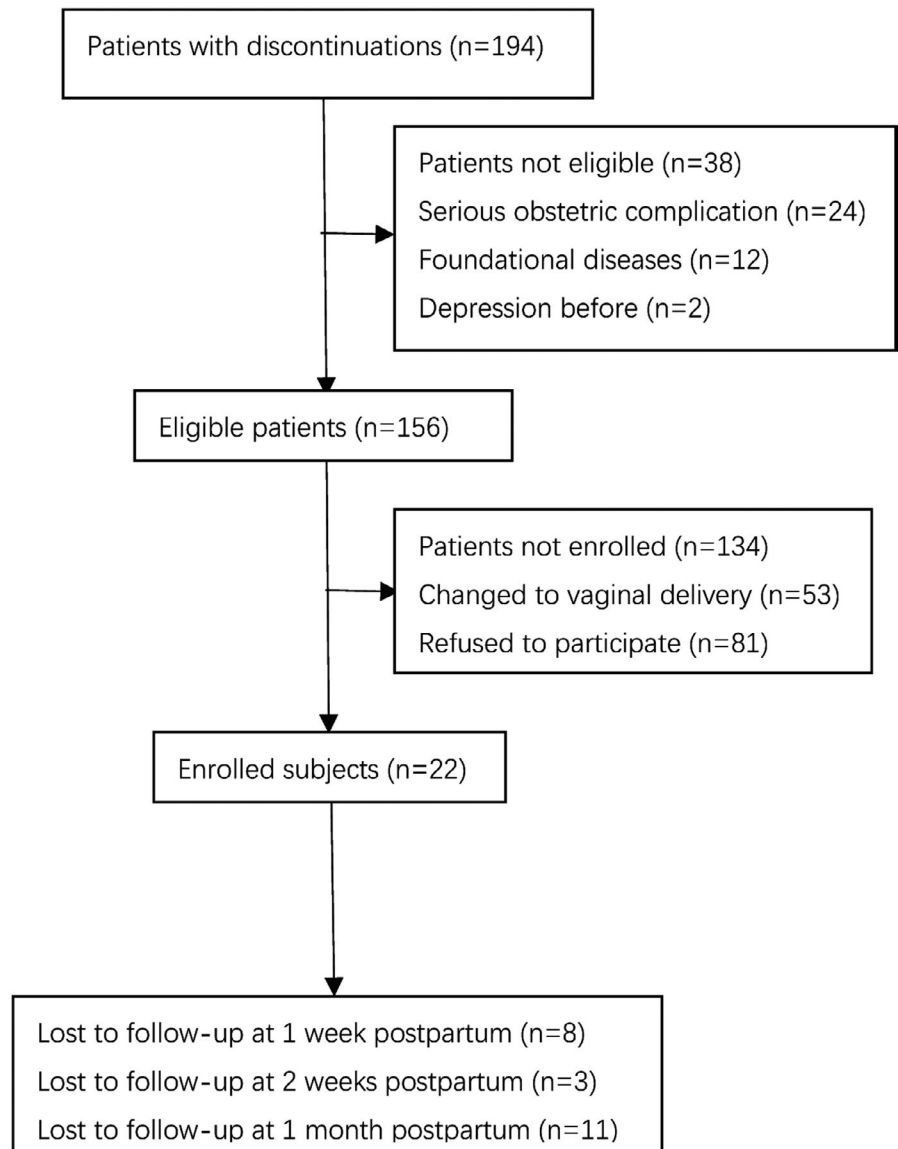 Patients with discontinuations (n=194)
Patients not eligible (n=38)
Serious obstetric complication (n=24)
Foundational diseases (n=12)
Depression before (n=2)
Eligible patients (n=156)
Patients not enrolled (n=134)
Changed to vaginal delivery (n=53)
Refused to participate (n=81)
Enrolled subjects (n=22)
Lost to follow-up at 1 week postpartum (n=8)
Lost to follow-up at 2 weeks postpartum (n=3)
Lost to follow-up at 1 month postpartum (n=11)